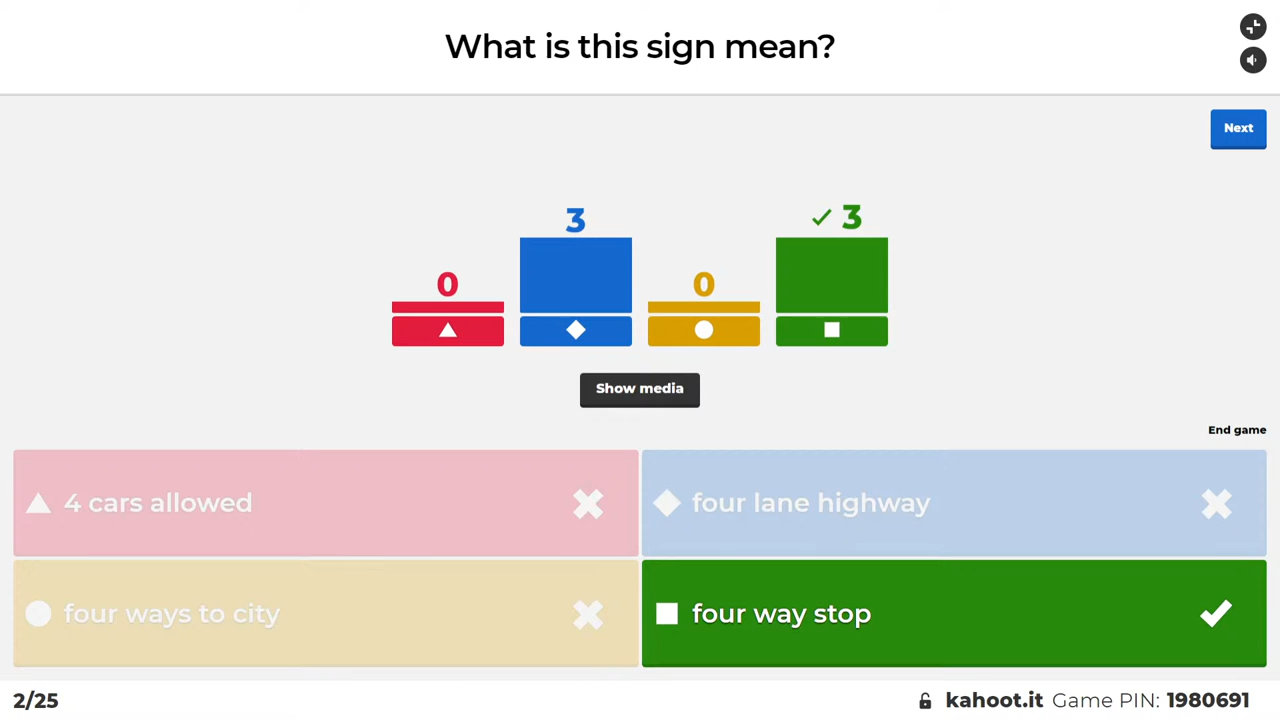 What is this sign mean?
Next
0
3
0
3
Show media
End game
4 cars allowed
four lane highway
four ways to city
four way stop
2/25
kahoot.it Game PIN: 1980691